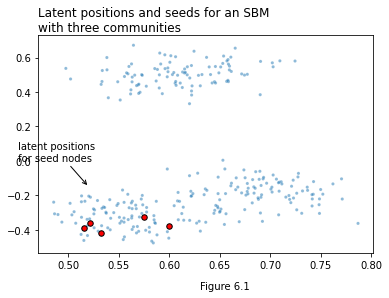 Latent positions and seeds for an SBM
with three communities
0.6
0.4
0.2
latent positions
for seed nodes
0.0
−0.2
−0.4
0.50 0.55 0.60 0.65 0.70 0.75 0.80
Figure 6.1